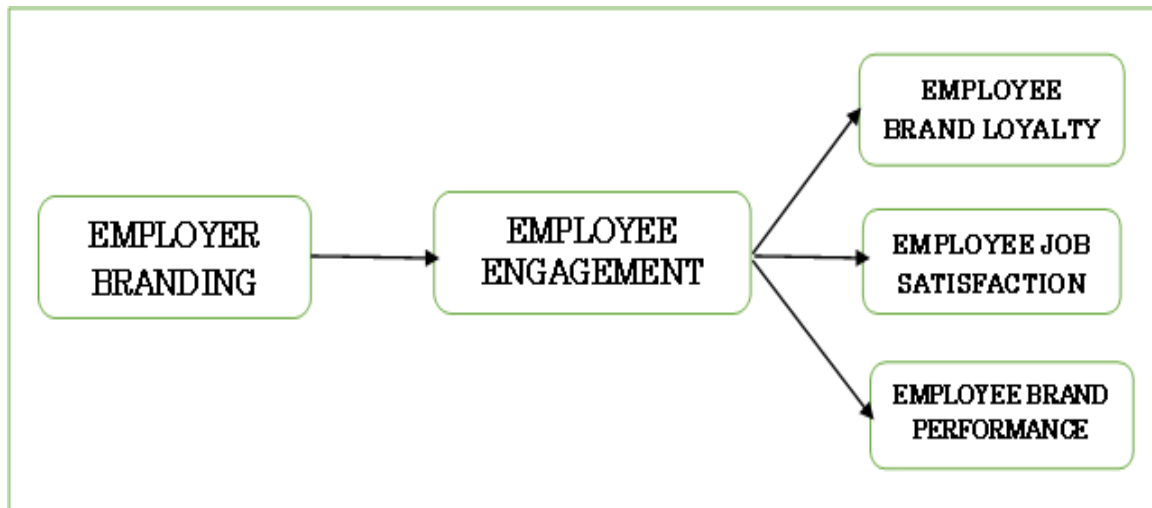 EMPLOYER
BRANDING
EMPLOYEE
ENGAGEMENT
EMPLOYEE
BRAND LOYALTY
EMPLOYEE JOB
SATISFACTION
EMPLOYEE BRAND
PERFORMANCE